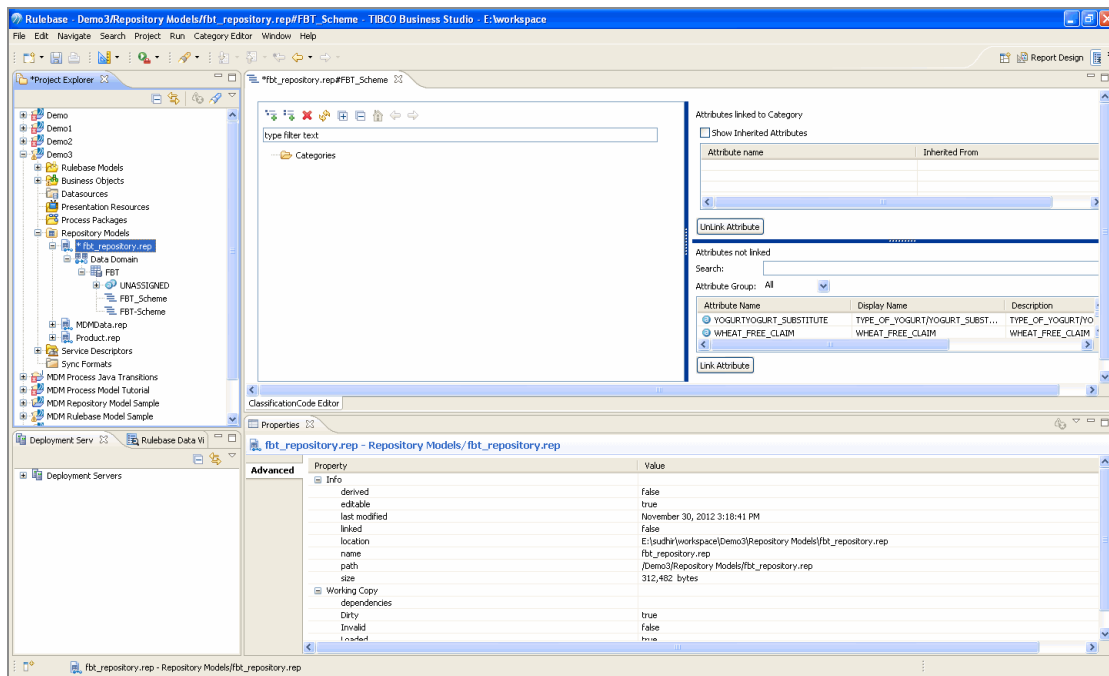 Rulebase - Demo3/Repository Models/fbt_repository.rep#FBT_Scheme - TIBCO Business Studio - E:\workspace
File Edit Navigate Search Project Run Category Editor Window Help
Report Design
*Project Explorer
Demo
Demo1
Demo2
Demo3
Rulebase Models
Business Objects
Datasources
Presentation Resources
Process Packages
Repository Models
* fbt_repository.rep
Data Domain
FBT
UNASSIGNED
FBT_Scheme
FBT-Scheme
MDMData.rep
Product.rep
Service Descriptors
Sync Formats
MDM Process Java Transitions
MDM Process Model Tutorial
MDM Repository Model Sample
MDM Rulebase Model Sample
Deployment Serv
Rulebase Data Vi
Deployment Servers
*fbt_repository.rep#FBT_Scheme
type filter text
Categories
ClassificationCode Editor
Attributes linked to Category
Show Inherited Attributes
Attribute name Inherited From
UnLink Attribute
Attributes not linked
Search:
Attribute Group: All
Attribute Name Display Name Description
YOGURTYOGURT_SUBSTITUTE TYPE_OF_YOGURT/YOGURT_SUBST... TYPE_OF_YOGURT/YO
WHEAT_FREE_CLAIM WHEAT_FREE_CLAIM WHEAT_FREE_CLAIM
Link Attribute
Properties
fbt_repository.rep - Repository Models/fbt_repository.rep
Advanced
Property Value
Info
derived false
editable true
last modified November 30, 2012 3:18:41 PM
linked false
location E:\sudhir\workspace\Demo3\Repository Models\fbt_repository.rep
name fbt_repository.rep
path /Demo3/Repository Models/fbt_repository.rep
size 312,482 bytes
Working Copy
dependencies
Dirty true
Invalid false
Loaded true
fbt_repository.rep - Repository Models/fbt_repository.rep